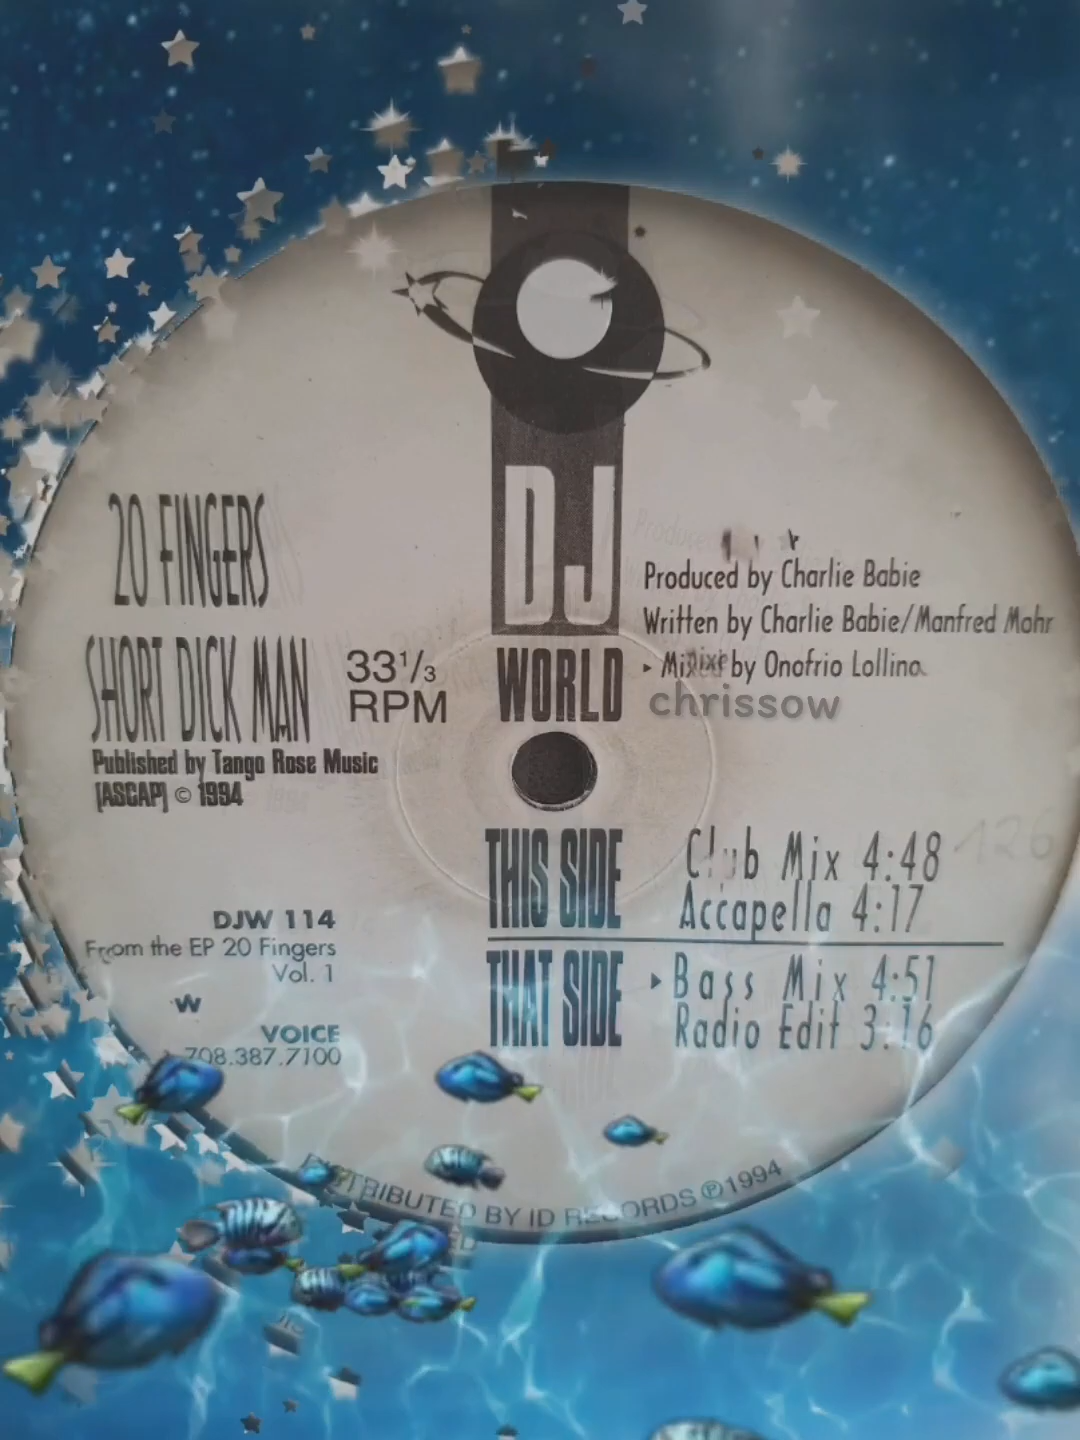 DJ
WORLD
20 FINGERS
SHORT DICK MAN
33⅓
RPM
Published by Tango Rose Music
[ASCAP] © 1994
Produced by Charlie Babie
Written by Charlie Babie/Manfred Mohr
by Onofrio Lollino
chrissow
THIS SIDE
Club Mix 4:48
Accapella 4:17
126
THAT SIDE
Bass Mix 4:51
Radio Edit 3:16
DJW 114
From the EP 20 Fingers
Vol. 1
W
VOICE
708.387.7100
DISTRIBUTED BY ID RECORDS ℗ 1994